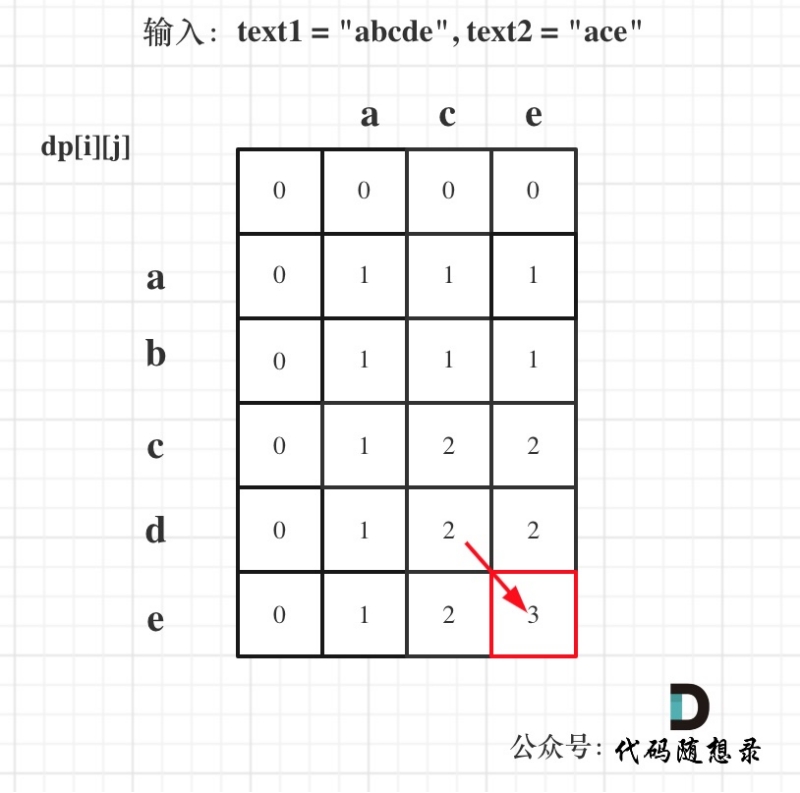 输入：text1 = "abcde", text2 = "ace"
a c e
dp[i][j]
0 0 0 0
a 0 1 1 1
b 0 1 1 1
c 0 1 2 2
d 0 1 2 2
e 0 1 2 3
D
公众号：代码随想录